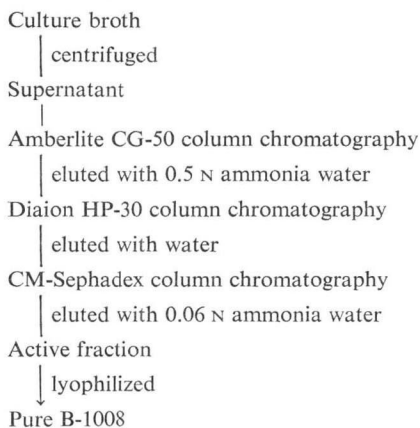 Culture broth
centrifuged
Supernatant
Amberlite CG-50 column chromatography
eluted with 0.5 N ammonia water
Diaion HP-30 column chromatography
eluted with water
CM-Sephadex column chromatography
eluted with 0.06 N ammonia water
Active fraction
lyophilized
Pure B-1008